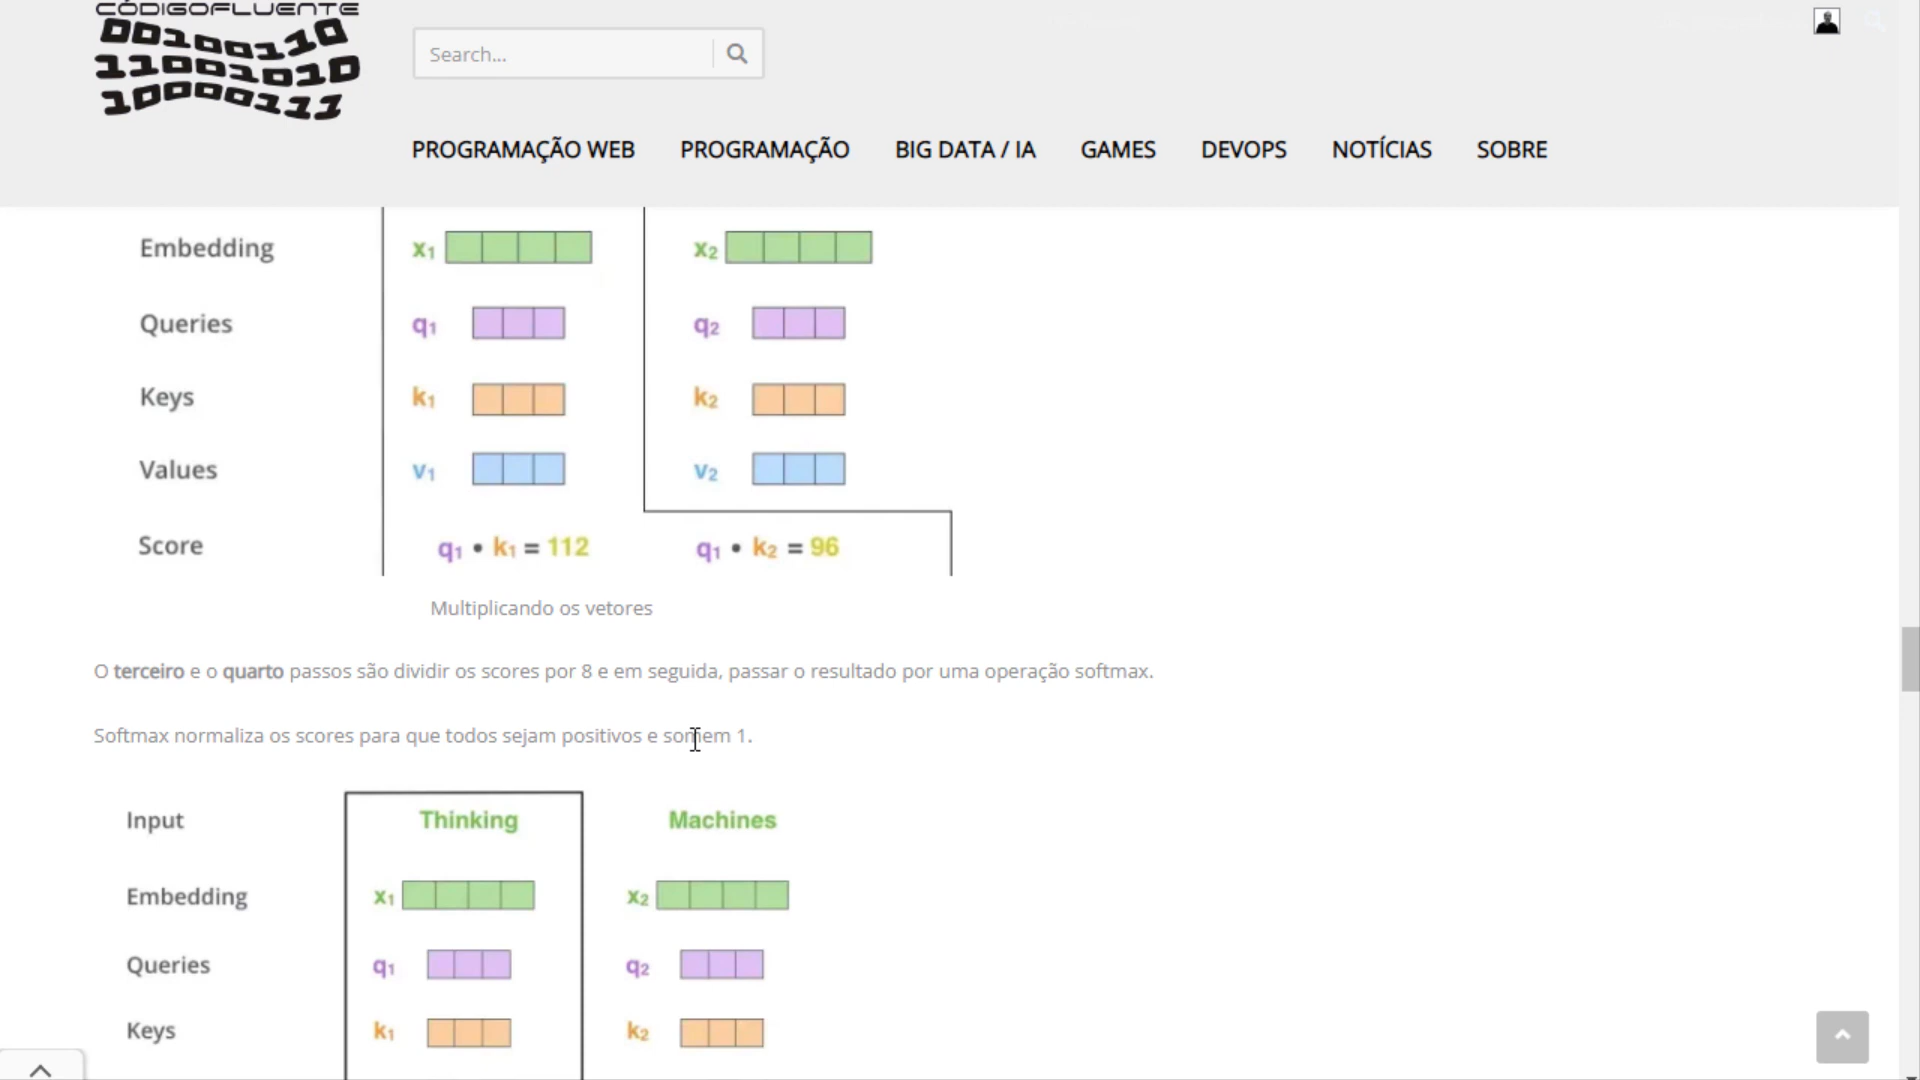 CÓDIGOFLUENTE
00100110
11001010
10000111
Search...
PROGRAMAÇÃO WEB PROGRAMAÇÃO BIG DATA / IA GAMES DEVOPS NOTÍCIAS SOBRE
Embedding x1 x2
Queries q1 q2
Keys k1 k2
Values v1 v2
Score q1 • k1 = 112 q1 • k2 = 96
Multiplicando os vetores
O terceiro e o quarto passos são dividir os scores por 8 e em seguida, passar o resultado por uma operação softmax.
Softmax normaliza os scores para que todos sejam positivos e somem 1.
Input Thinking Machines
Embedding x1 x2
Queries q1 q2
Keys k1 k2